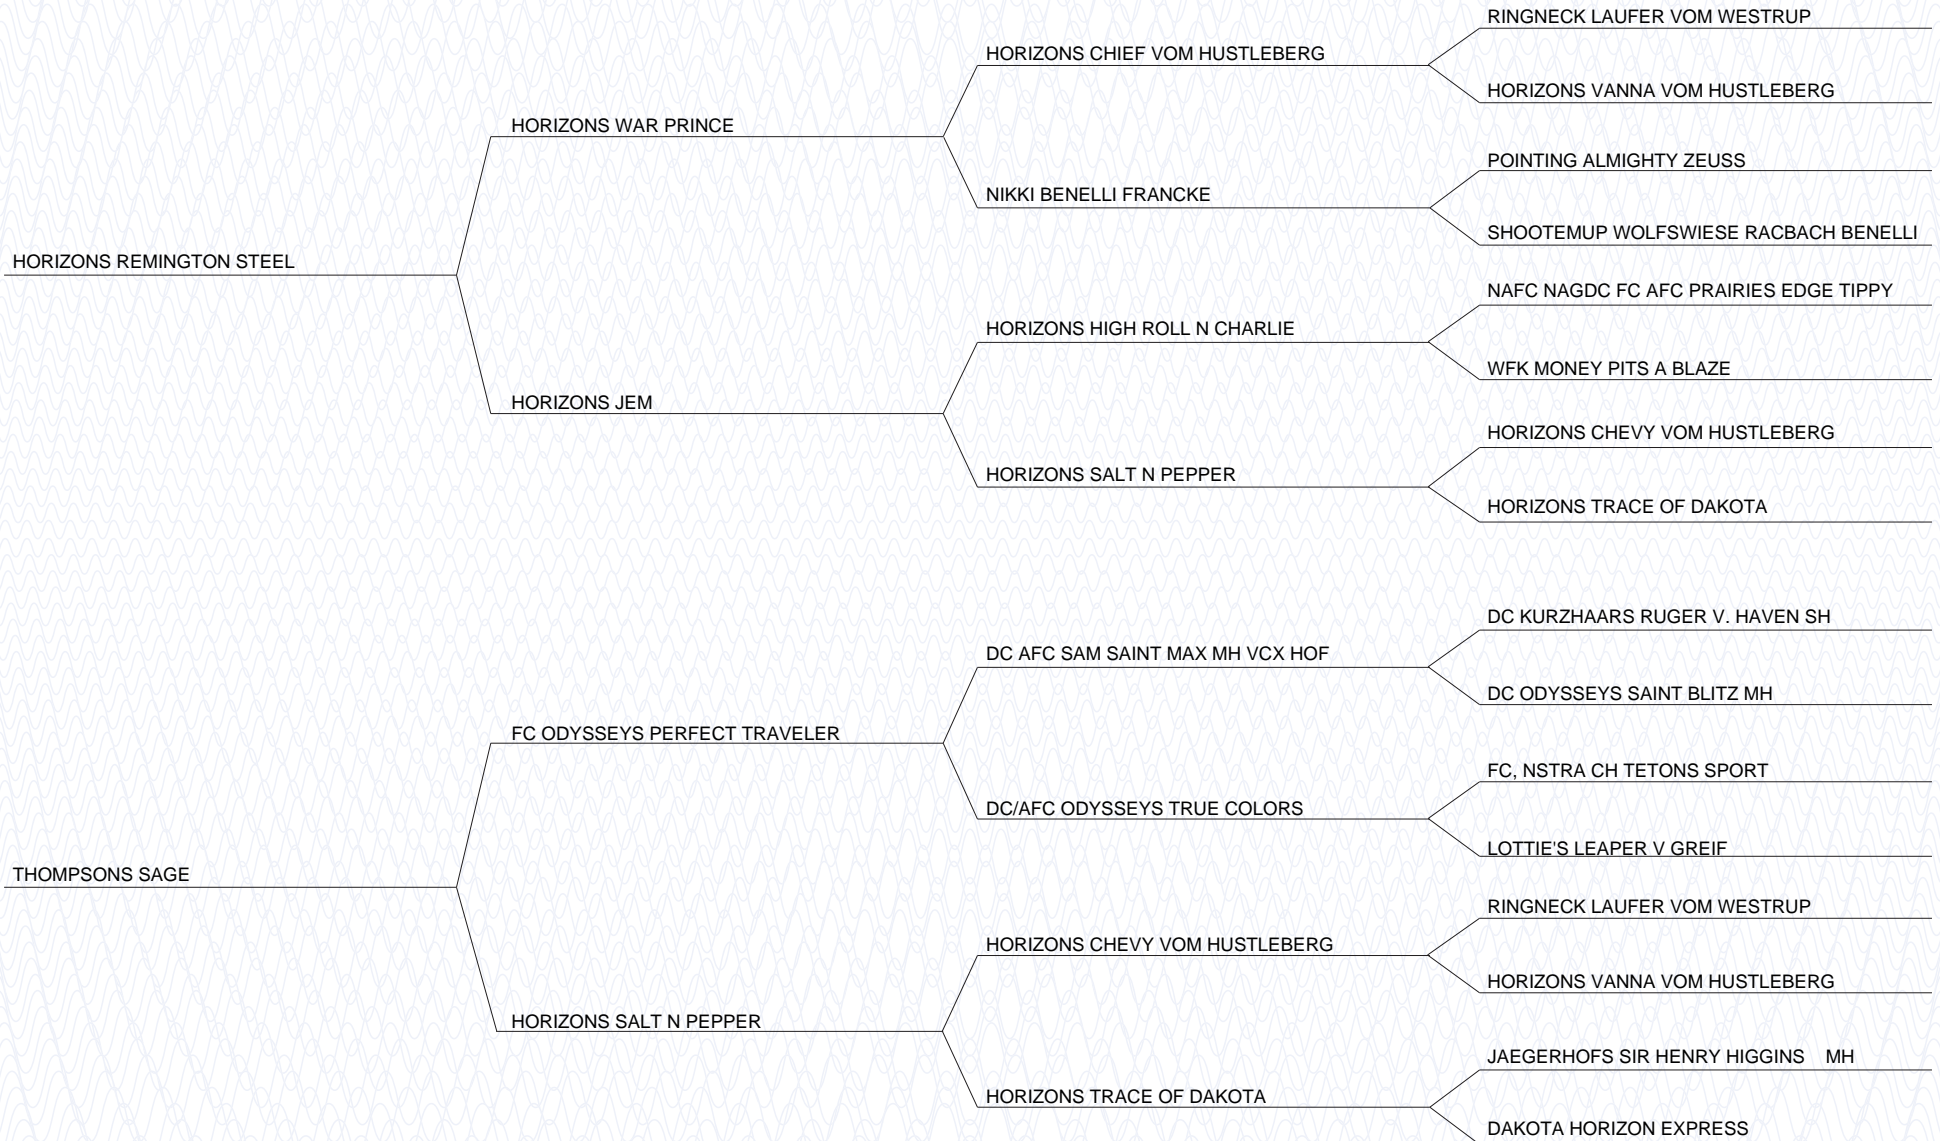 RINGNECK LAUFER VOM WESTRUP
HORIZONS CHIEF VOM HUSTLEBERG
HORIZONS VANNA VOM HUSTLEBERG
HORIZONS WAR PRINCE
POINTING ALMIGHTY ZEUSS
NIKKI BENELLI FRANCKE
SHOOTEMUP WOLFSWIESE RACBACH BENELLI
HORIZONS REMINGTON STEEL
NAFC NAGDC FC AFC PRAIRIES EDGE TIPPY
HORIZONS HIGH ROLL N CHARLIE
WFK MONEY PITS A BLAZE
HORIZONS JEM
HORIZONS CHEVY VOM HUSTLEBERG
HORIZONS SALT N PEPPER
HORIZONS TRACE OF DAKOTA
DC KURZHAARS RUGER V. HAVEN SH
DC AFC SAM SAINT MAX MH VCX HOF
DC ODYSSEYS SAINT BLITZ MH
FC ODYSSEYS PERFECT TRAVELER
FC, NSTRA CH TETONS SPORT
DC/AFC ODYSSEYS TRUE COLORS
LOTTIE'S LEAPER V GREIF
THOMPSONS SAGE
RINGNECK LAUFER VOM WESTRUP
HORIZONS CHEVY VOM HUSTLEBERG
HORIZONS VANNA VOM HUSTLEBERG
HORIZONS SALT N PEPPER
JAEGERHOFS SIR HENRY HIGGINS MH
HORIZONS TRACE OF DAKOTA
DAKOTA HORIZON EXPRESS